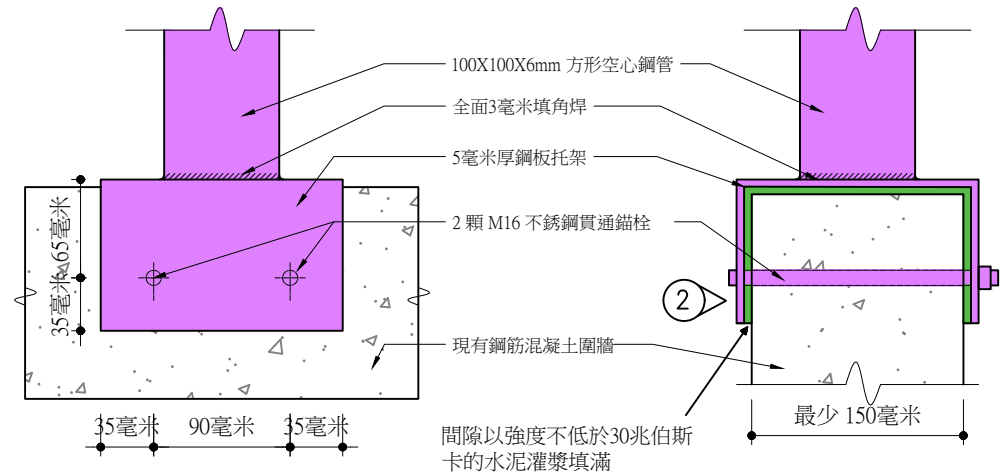 100X100X6mm 方形空心鋼管
全面3毫米填角焊
5毫米厚鋼板托架
2 顆 M16 不銹鋼貫通錨栓
現有鋼筋混凝土圍牆
65毫米
35毫米
35毫米
90毫米
35毫米
2
最少 150毫米
間隙以強度不低於30兆伯斯
卡的水泥灌漿填滿